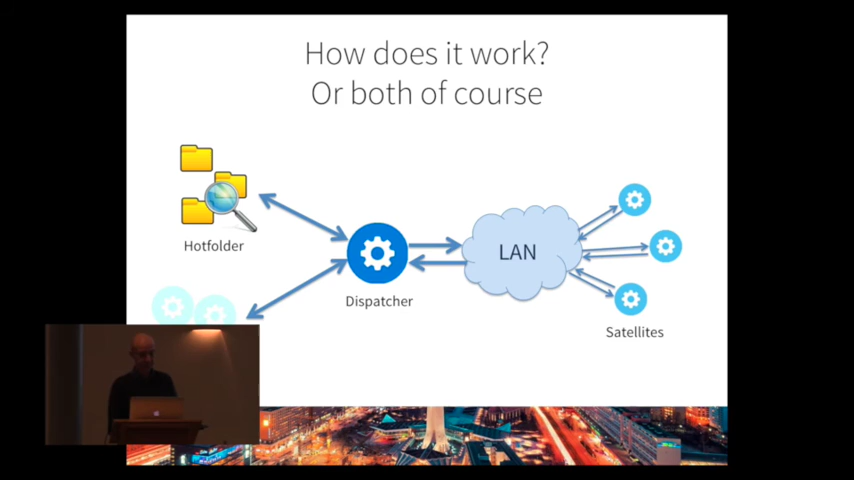 How does it work?
Or both of course
Hotfolder
Dispatcher
LAN
Satellites